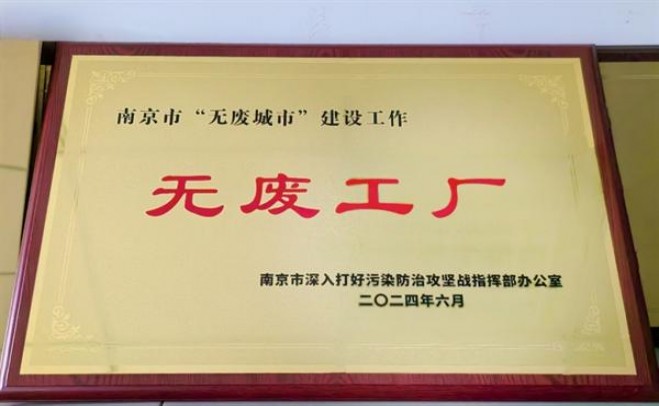 南京市“无废城市”建设工作
无废工厂
南京市深入打好污染防治攻坚战指挥部办公室
二〇二四年六月